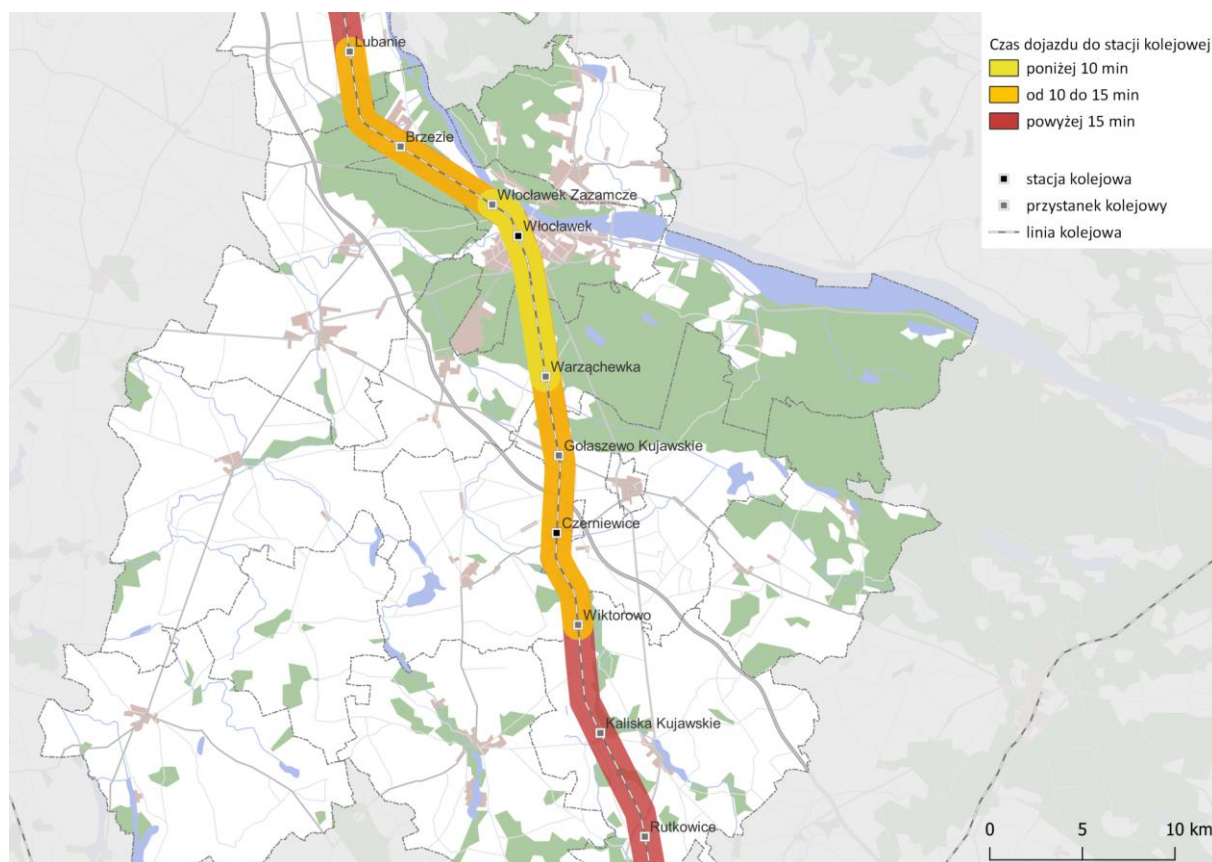 Lubanie
Brzezie
Włocławek Zazamcze
Włocławek
Warząchewka
Gołaszewo Kujawskie
Czerniewice
Wiktorowo
Kaliska Kujawskie
Rutkowice
Czas dojazdu do stacji kolejowej
poniżej 10 min
od 10 do 15 min
powyżej 15 min
stacja kolejowa
przystanek kolejowy
linia kolejowa
0 5 10 km